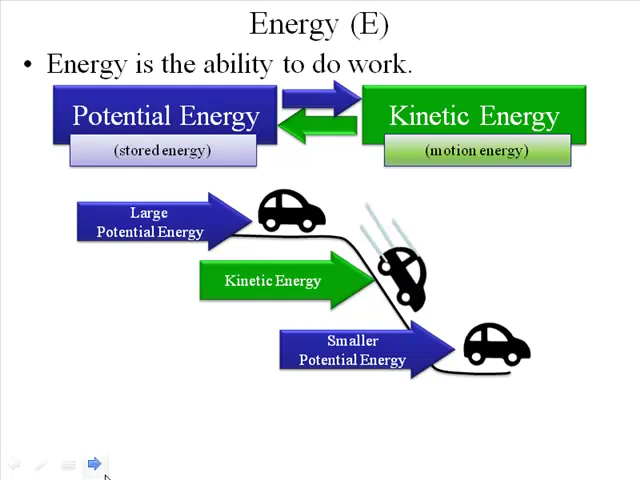 Energy (E)
• Energy is the ability to do work.
Potential Energy
(stored energy)
Kinetic Energy
(motion energy)
Large
Potential Energy
Kinetic Energy
Smaller
Potential Energy